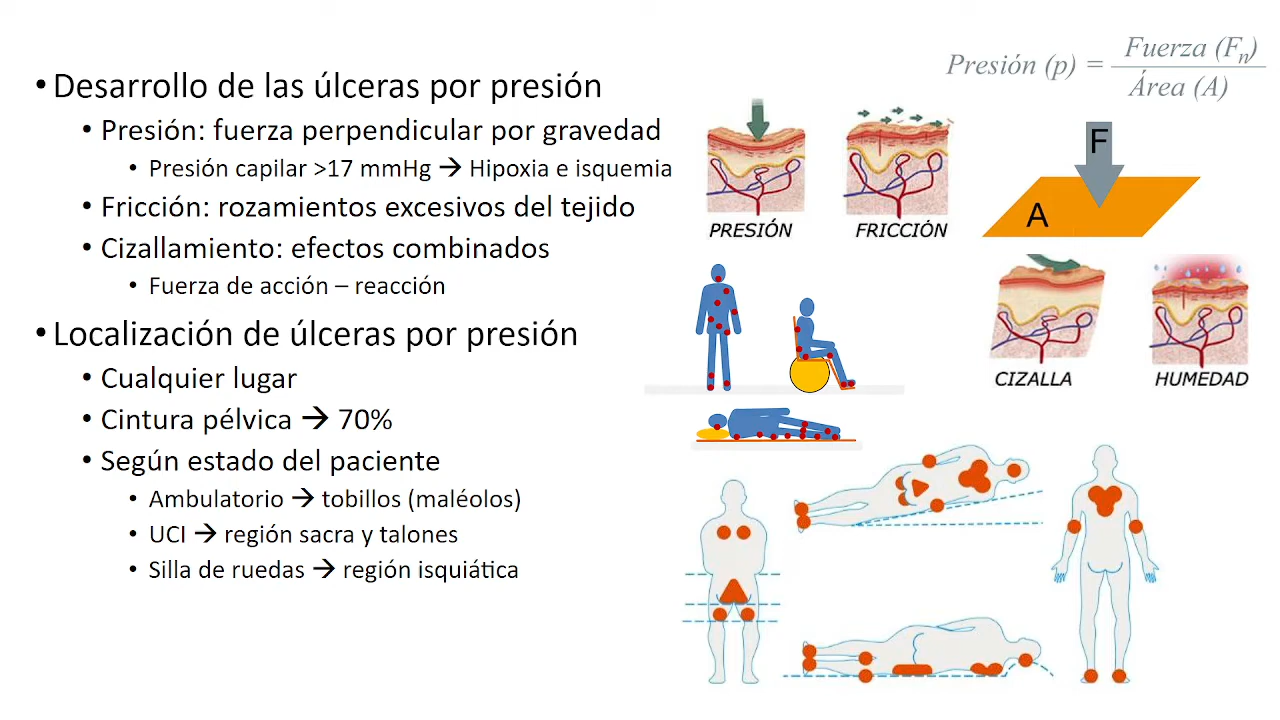 • Desarrollo de las úlceras por presión
• Presión: fuerza perpendicular por gravedad
• Presión capilar >17 mmHg → Hipoxia e isquemia
• Fricción: rozamientos excesivos del tejido
• Cizallamiento: efectos combinados
• Fuerza de acción – reacción
• Localización de úlceras por presión
• Cualquier lugar
• Cintura pélvica → 70%
• Según estado del paciente
• Ambulatorio → tobillos (maléolos)
• UCI → región sacra y talones
• Silla de ruedas → región isquiática
Presión (p) = Fuerza (Fn) / Área (A)
PRESIÓN
FRICCIÓN
F
A
CIZALLA
HUMEDAD